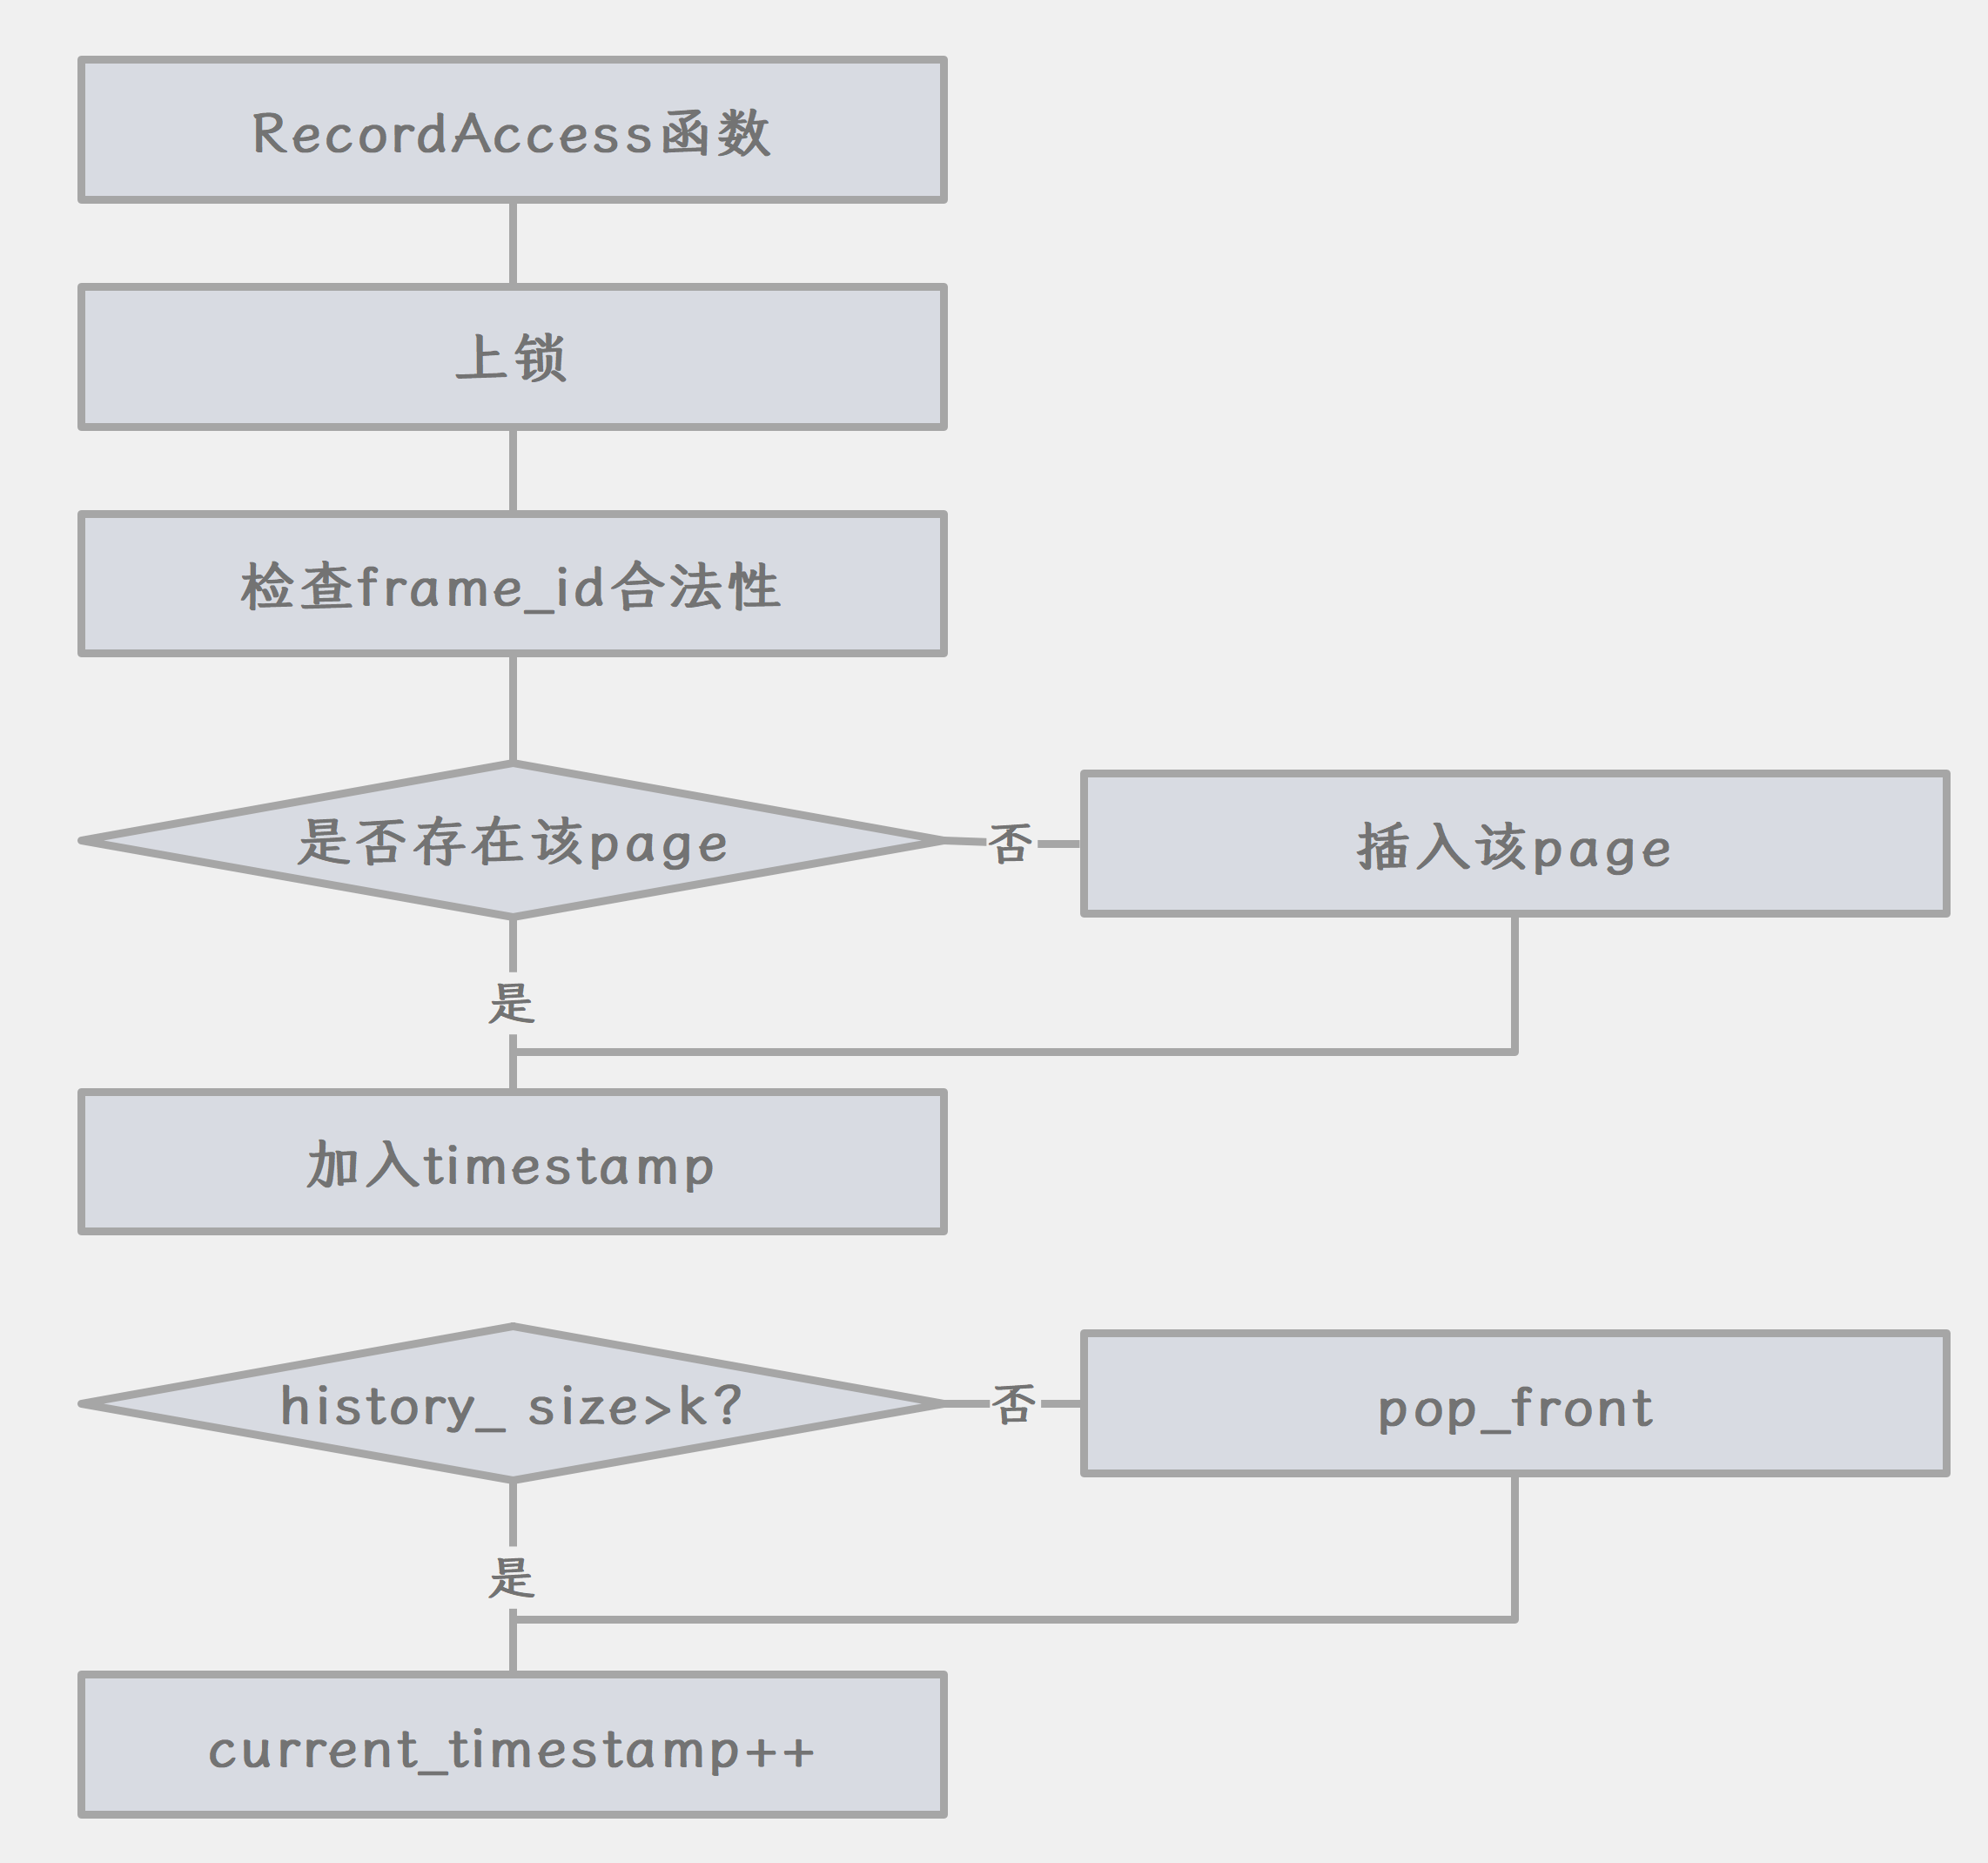 RecordAccess函数
上锁
检查frame_id合法性
是否存在该page
否
插入该page
是
加入timestamp
history_ size>k?
否
pop_front
是
current_timestamp++